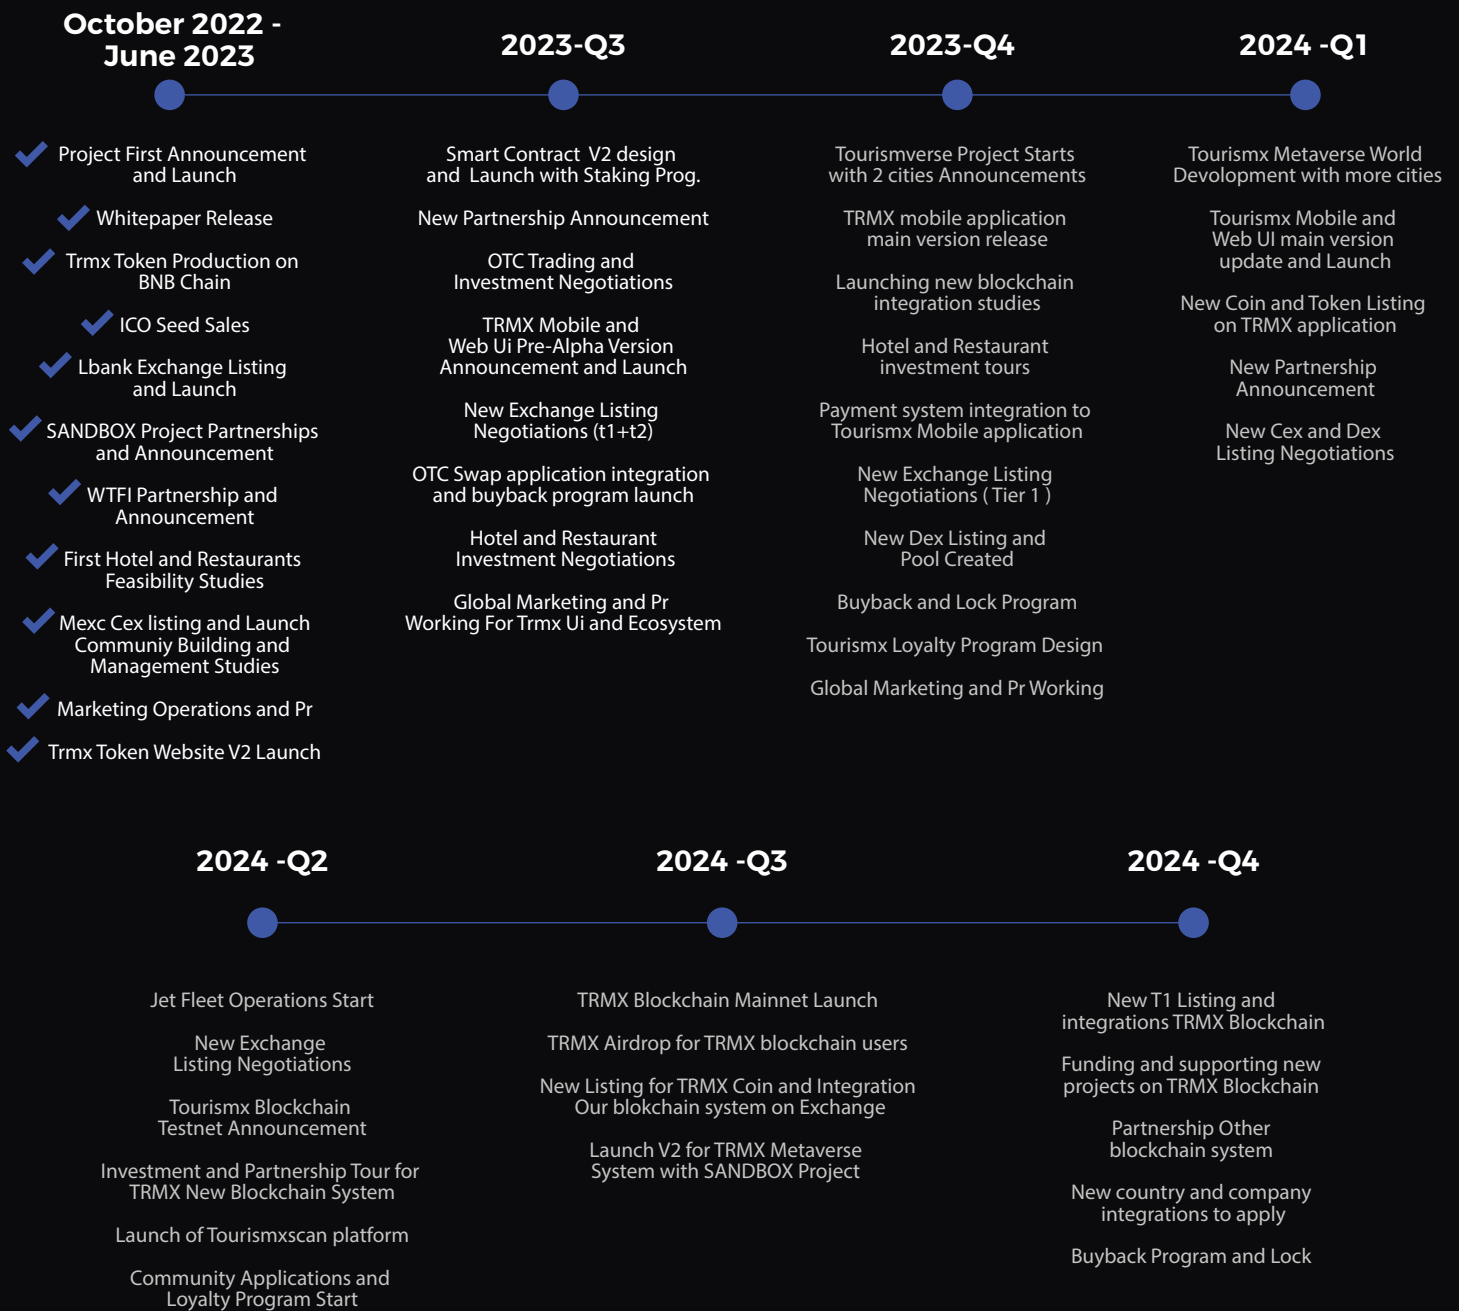 October 2022 -
June 2023
Project First Announcement
and Launch
Whitepaper Release
Trmx Token Production on
BNB Chain
ICO Seed Sales
Lbank Exchange Listing
and Launch
SANDBOX Project Partnerships
and Announcement
WTFI Partnership and
Announcement
First Hotel and Restaurants
Feasibility Studies
Mexc Cex listing and Launch
Communiy Building and
Management Studies
Marketing Operations and Pr
Trmx Token Website V2 Launch
2023-Q3
Smart Contract V2 design
and Launch with Staking Prog.
New Partnership Announcement
OTC Trading and
Investment Negotiations
TRMX Mobile and
Web Ui Pre-Alpha Version
Announcement and Launch
New Exchange Listing
Negotiations (t1+t2)
OTC Swap application integration
and buyback program launch
Hotel and Restaurant
Investment Negotiations
Global Marketing and Pr
Working For Trmx Ui and Ecosystem
2023-Q4
Tourismverse Project Starts
with 2 cities Announcements
TRMX mobile application
main version release
Launching new blockchain
integration studies
Hotel and Restaurant
investment tours
Payment system integration to
Tourismx Mobile application
New Exchange Listing
Negotiations ( Tier 1 )
New Dex Listing and
Pool Created
Buyback and Lock Program
Tourismx Loyalty Program Design
Global Marketing and Pr Working
2024 -Q1
Tourismx Metaverse World
Devolopment with more cities
Tourismx Mobile and
Web UI main version
update and Launch
New Coin and Token Listing
on TRMX application
New Partnership
Announcement
New Cex and Dex
Listing Negotiations
2024 -Q2
Jet Fleet Operations Start
New Exchange
Listing Negotiations
Tourismx Blockchain
Testnet Announcement
Investment and Partnership Tour for
TRMX New Blockchain System
Launch of Tourismxscan platform
Community Applications and
Loyalty Program Start
2024 -Q3
TRMX Blockchain Mainnet Launch
TRMX Airdrop for TRMX blockchain users
New Listing for TRMX Coin and Integration
Our blokchain system on Exchange
Launch V2 for TRMX Metaverse
System with SANDBOX Project
2024 -Q4
New T1 Listing and
integrations TRMX Blockchain
Funding and supporting new
projects on TRMX Blockchain
Partnership Other
blockchain system
New country and company
integrations to apply
Buyback Program and Lock